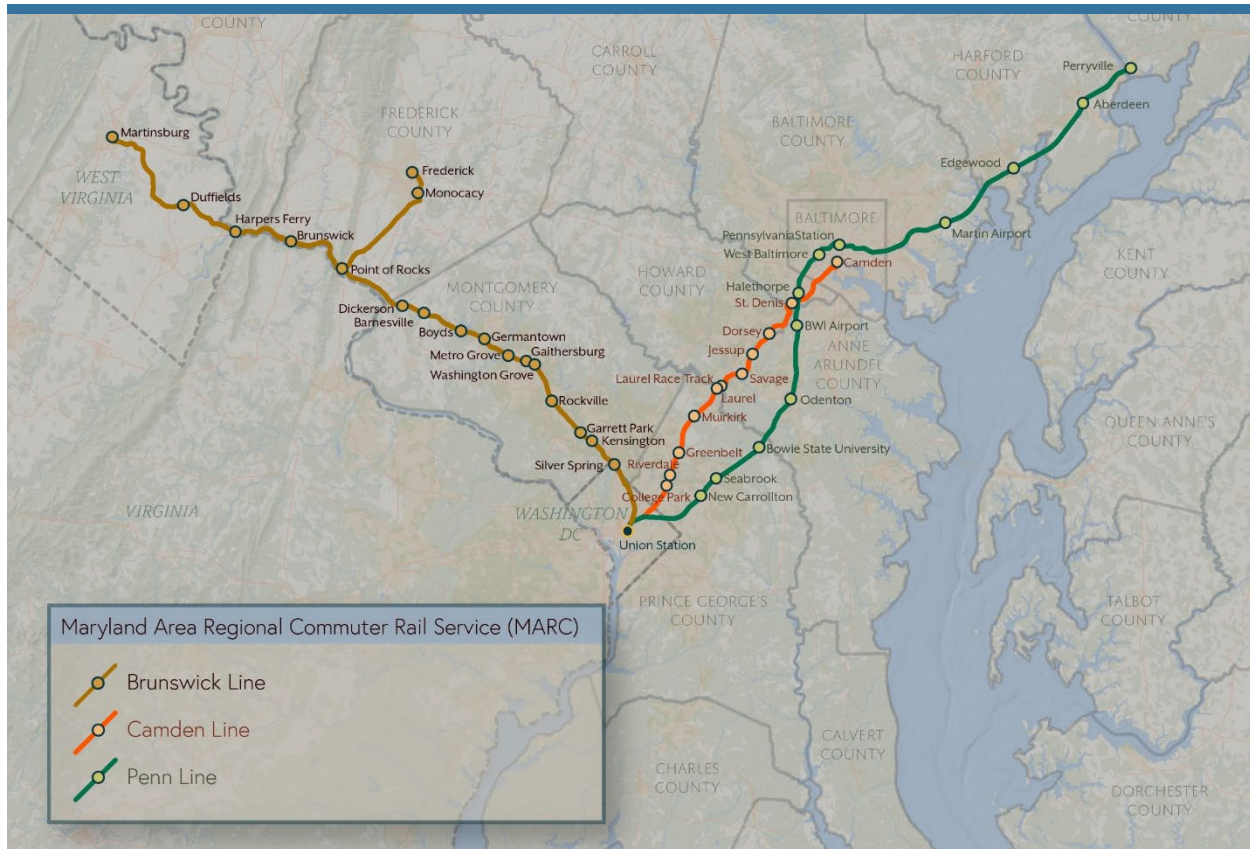 COUNTY
COUNTY
CARROLL
COUNTY
HARFORD
COUNTY
Perryville
Aberdeen
FREDERICK
COUNTY
BALTIMORE
COUNTY
Martinsburg
WEST
VIRGINIA
Frederick
Monocacy
Edgewood
Duffields
Harpers Ferry
Brunswick
BALTIMORE
PennsylvaniaStation
West Baltimore
Martin Airport
Camden
Point of Rocks
HOWARD
COUNTY
KENT
COUNTY
MONTGOMERY
COUNTY
Halethorpe
St. Denis
Dickerson
Barnesville
Boyds
Germantown
Dorsey
BWI Airport
Metro Grove
Gaithersburg
Washington Grove
Jessup
ANNE
ARUNDEL
COUNTY
Laurel Race Track
Savage
Laurel
Rockville
Odenton
Muirkirk
QUEEN ANNE'S
COUNTY
Garrett Park
Kensington
Bowie State University
Greenbelt
Silver Spring
Riverdale
Seabrook
College Park
New Carrollton
VIRGINIA
WASHINGTON
DC
Union Station
PRINCE GEORGE'S
COUNTY
TALBOT
COUNTY
Maryland Area Regional Commuter Rail Service (MARC)
Brunswick Line
Camden Line
Penn Line
CALVERT
COUNTY
CHARLES
COUNTY
DORCHESTER
COUNTY